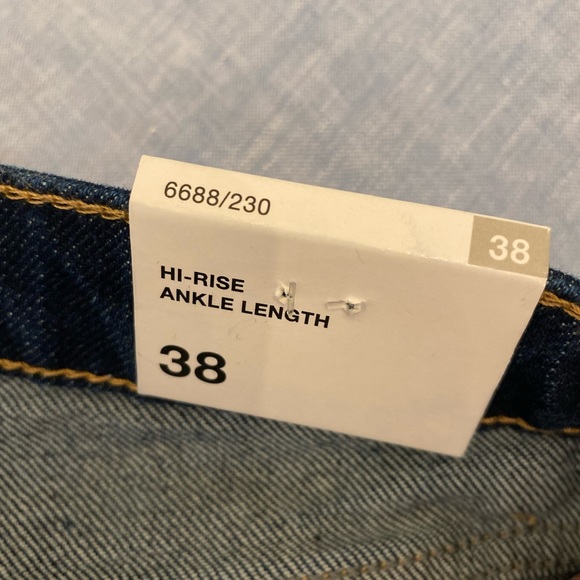 6688/230
38
HI-RISE
ANKLE LENGTH
38